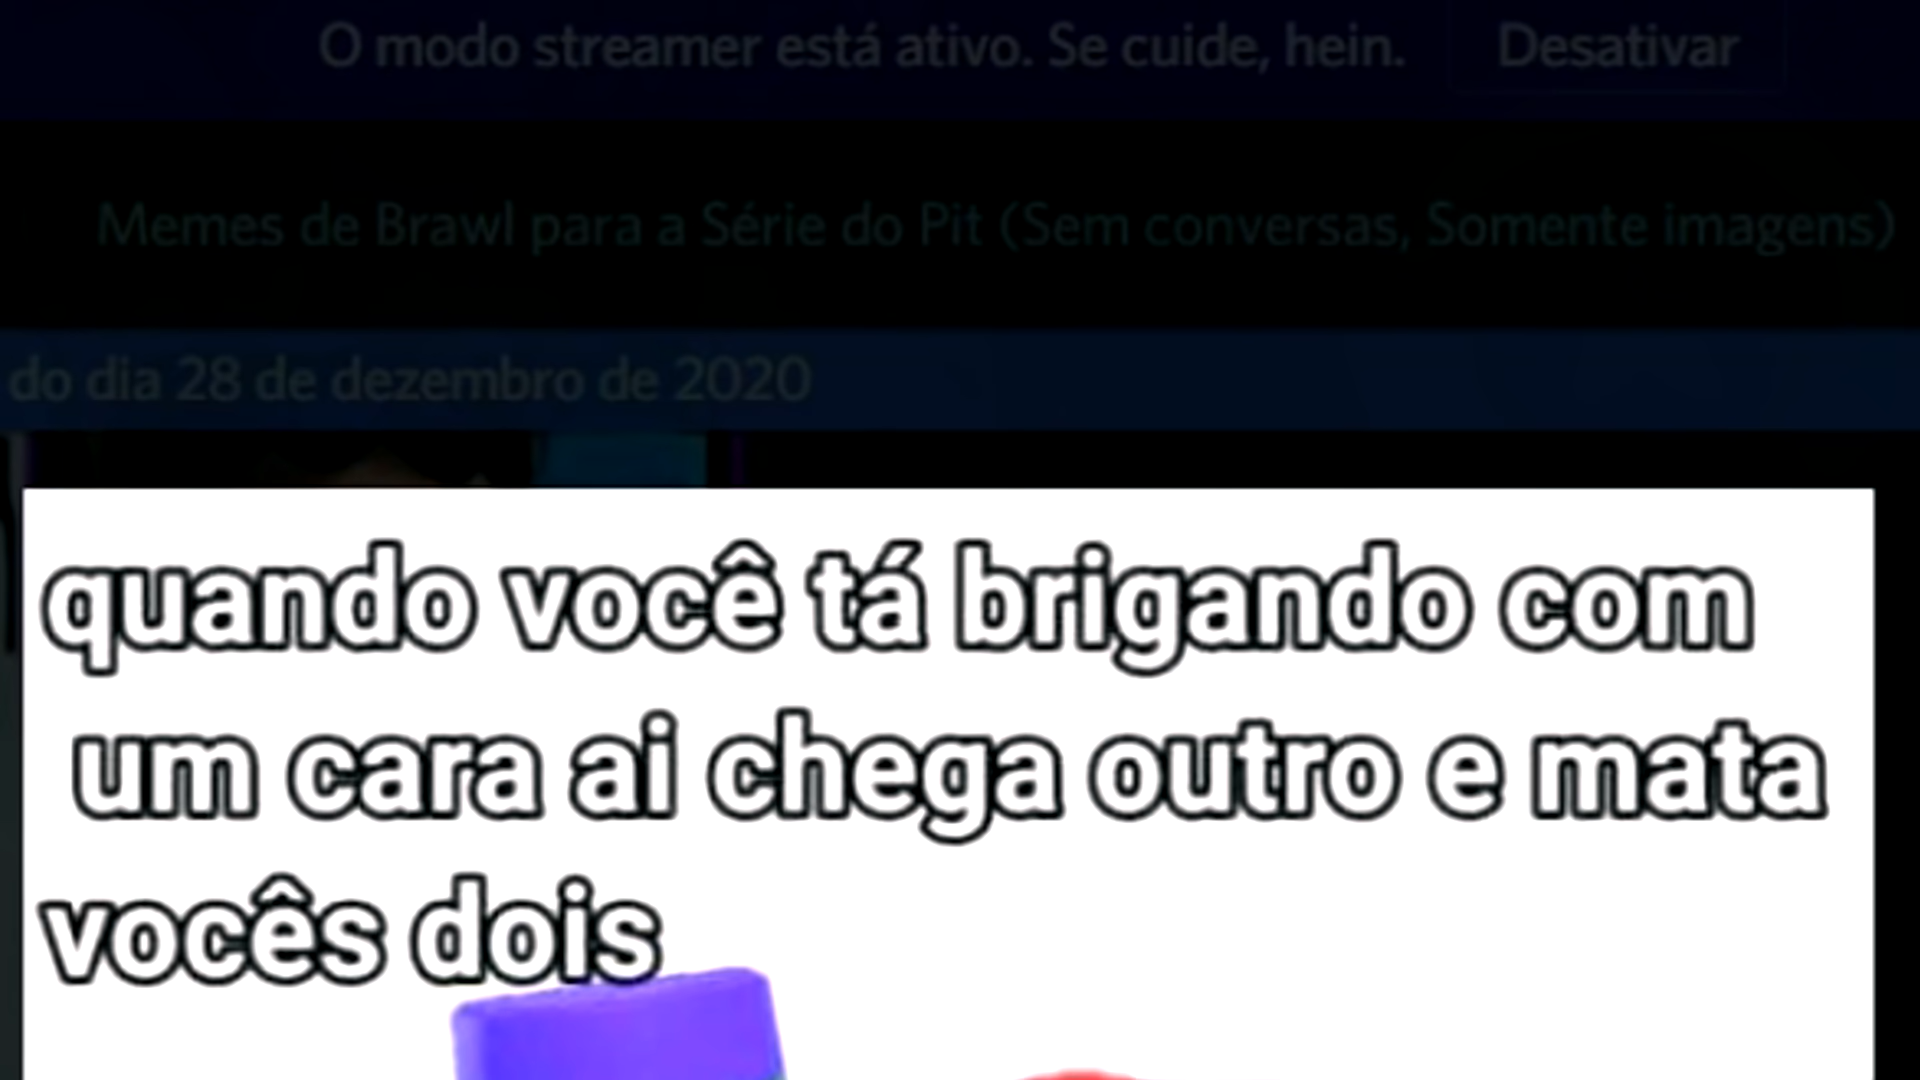 O modo streamer está ativo. Se cuide, hein. Desativar
Memes de Brawl para a Série do Pit (Sem conversas, Somente imagens)
do dia 28 de dezembro de 2020
quando você tá brigando com
um cara ai chega outro e mata
vocês dois